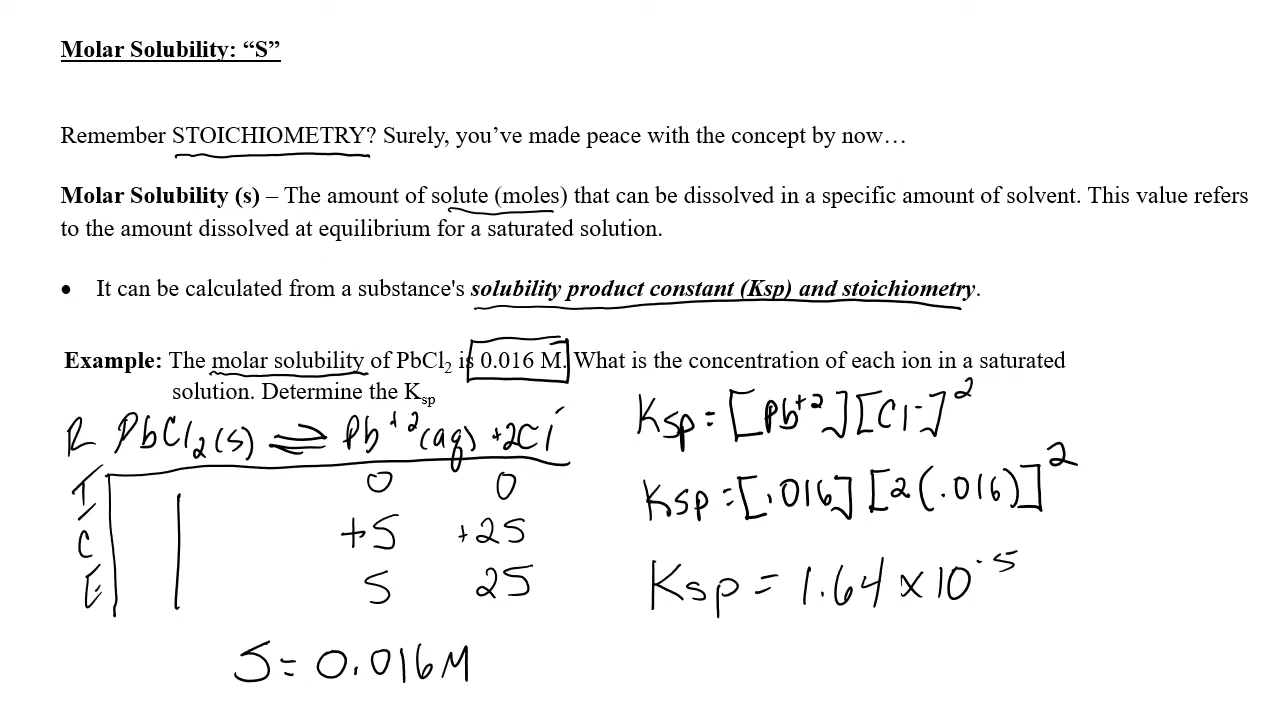 Molar Solubility: “S”
Remember STOICHIOMETRY? Surely, you’ve made peace with the concept by now…
Molar Solubility (s) – The amount of solute (moles) that can be dissolved in a specific amount of solvent. This value refers
to the amount dissolved at equilibrium for a saturated solution.
• It can be calculated from a substance's solubility product constant (Ksp) and stoichiometry.
Example: The molar solubility of PbCl₂ is 0.016 M. What is the concentration of each ion in a saturated
solution. Determine the Ksp
R PbCl₂(s) ⇌ Pb⁺²(aq) +2Cl⁻
I 0 0
C +S +2S
E S 2S
S = 0.016M
Ksp = [Pb⁺²][Cl⁻]²
Ksp = [.016] [2(.016)]²
Ksp = 1.64 × 10⁻⁵